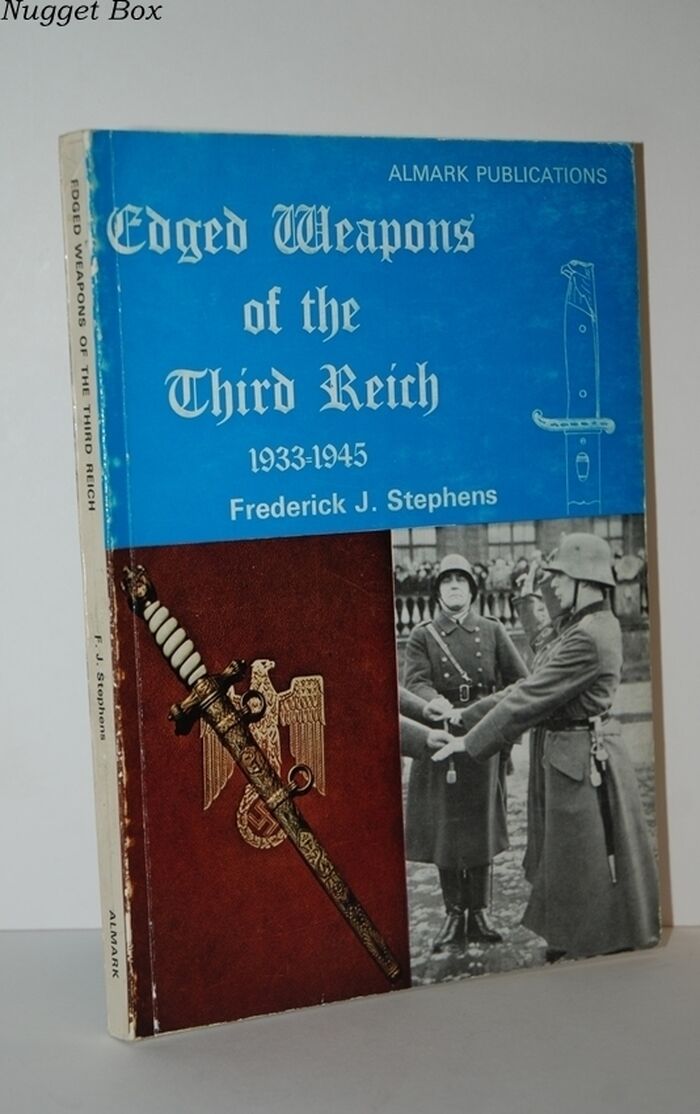 Nugget Box
ALMARK PUBLICATIONS
Edged Weapons
of the
Third Reich
1933-1945
Frederick J. Stephens
EDGED WEAPONS OF THE THIRD REICH
F. J. Stephens
ALMARK